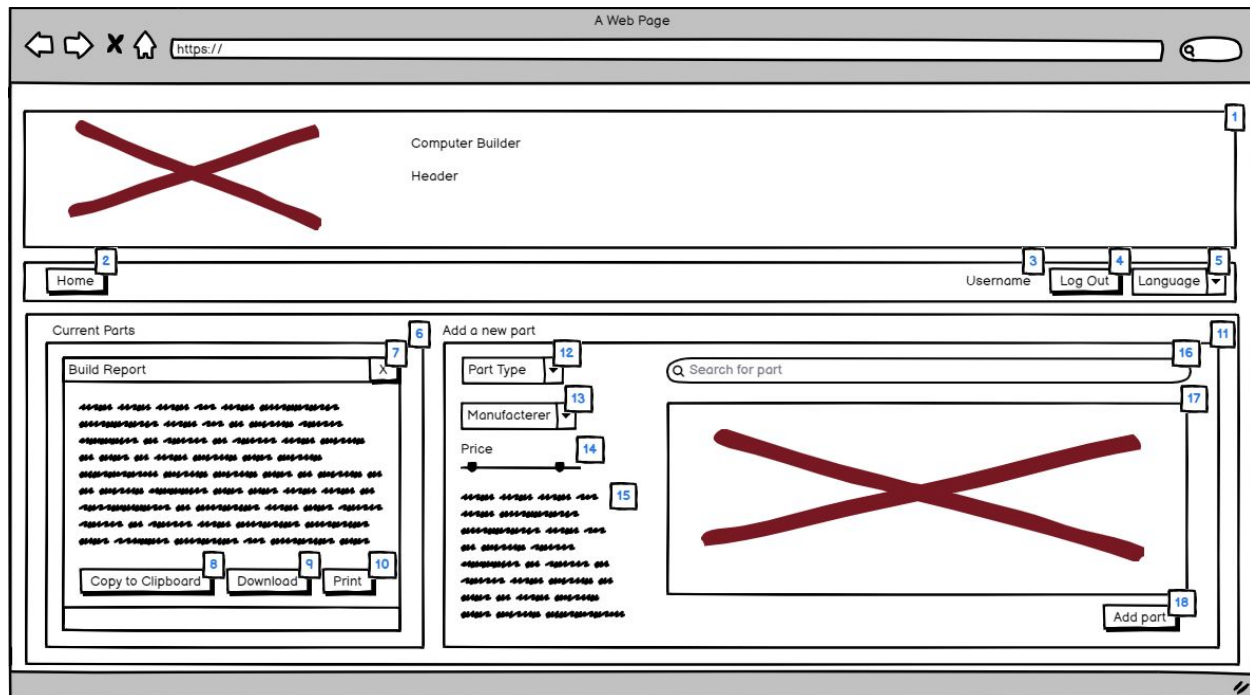 A Web Page
https://
1
Computer Builder
Header
2
3
4
5
Home
Username
Log Out
Language
Current Parts
6
Add a new part
11
7
12
16
Build Report
X
Part Type
Search for part
13
17
Manufacterer
Price
14
15
8
9
10
Copy to Clipboard
Download
Print
18
Add part